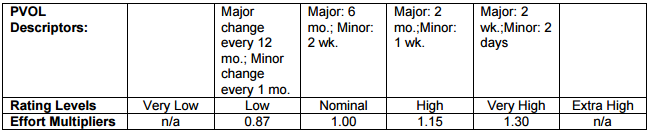 PVOL Descriptors:
Major change every 12 mo.; Minor change every 1 mo.
Major: 6 mo.; Minor: 2 wk.
Major: 2 mo.;Minor: 1 wk.
Major: 2 wk.;Minor: 2 days
Rating Levels Very Low Low Nominal High Very High Extra High
Effort Multipliers n/a 0.87 1.00 1.15 1.30 n/a